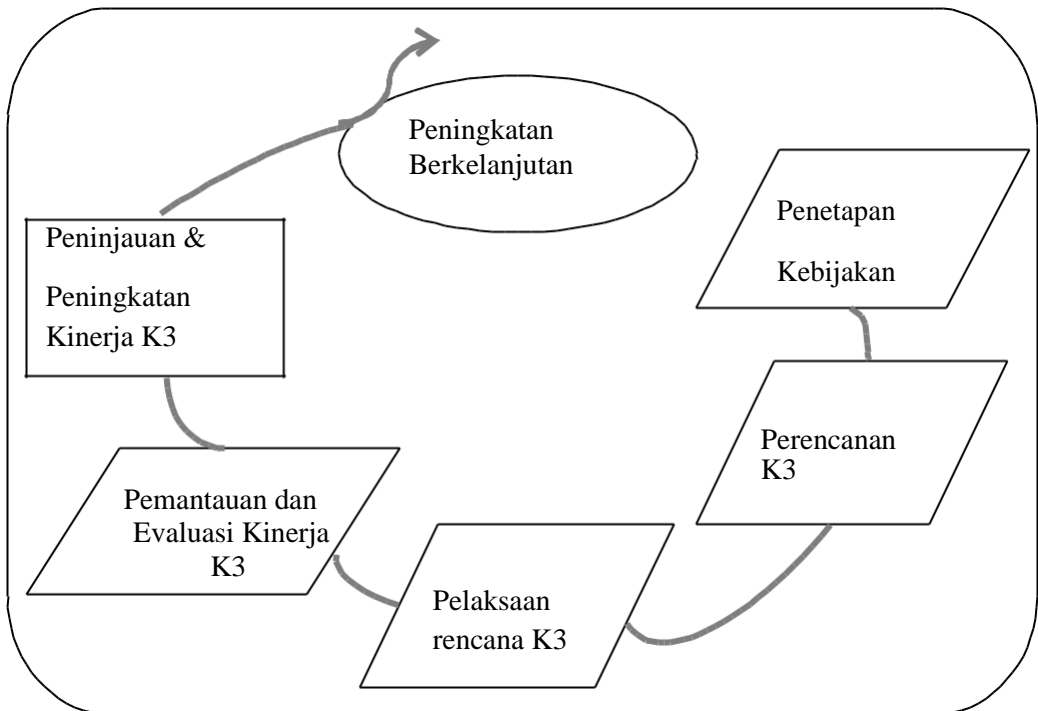 Peningkatan
Berkelanjutan
Penetapan
Kebijakan
Perencanan
K3
Pelaksaan
rencana K3
Pemantauan dan
Evaluasi Kinerja
K3
Peninjauan &
Peningkatan
Kinerja K3